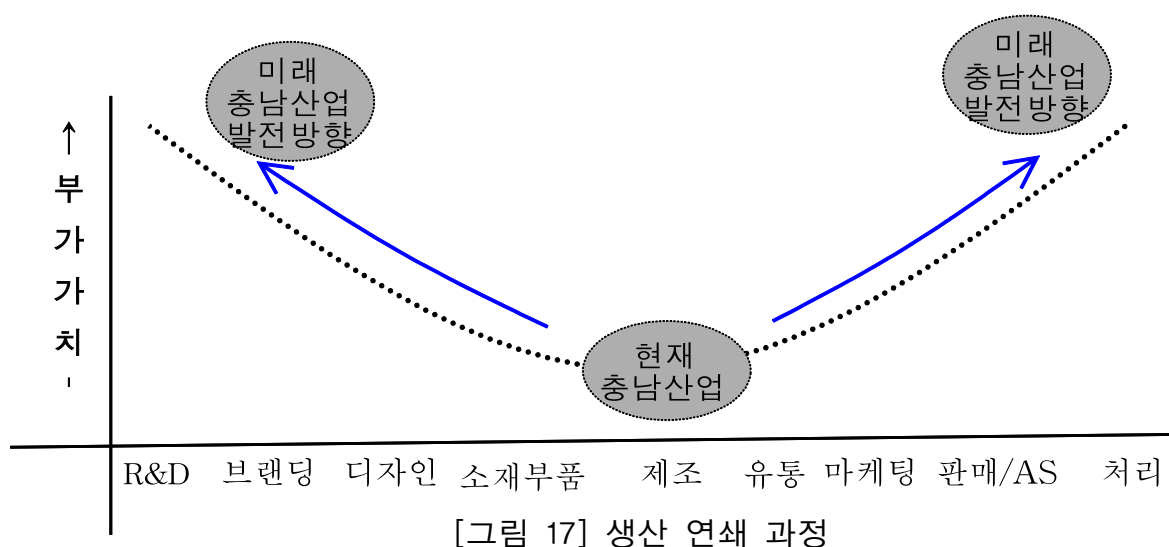 미래
충남산업
발전방향
미래
충남산업
발전방향
↑
부
가
가
치
-
현재
충남산업
R&D 브랜딩 디자인 소재부품 제조 유통 마케팅 판매/AS 처리
[그림 17] 생산 연쇄 과정